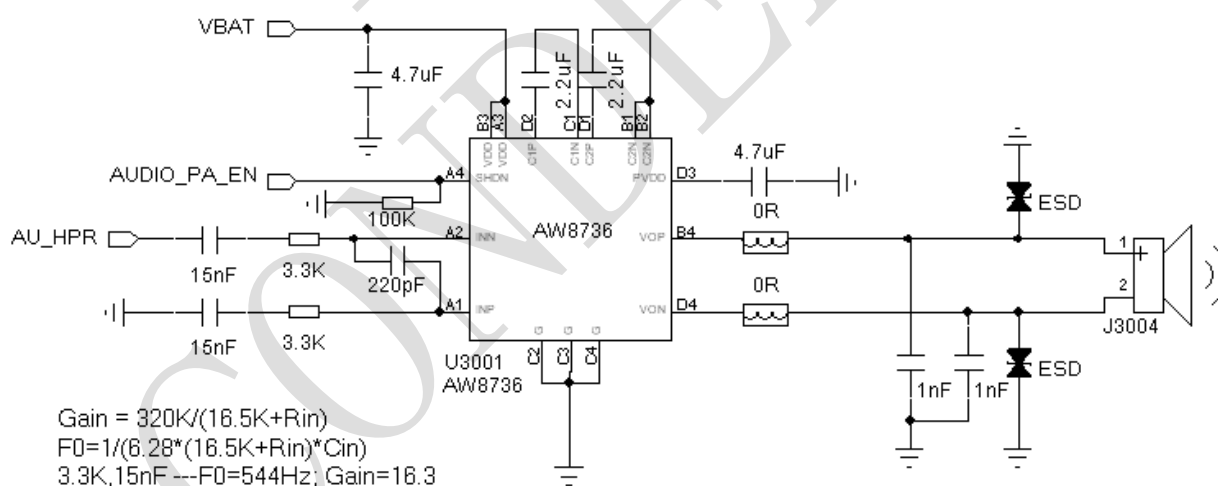 VBAT
4.7uF
2.2uF
2.2uF
B3
A3
D2
C1
D1
B1
B2
VDD
VDD
C1P
C1N
C2P
C2N
C2N
AUDIO_PA_EN
A4
SHDN
100K
PVDD
D3
4.7uF
0R
ESD
AU_HPR
15nF
3.3K
220pF
A2
INN
AW8736
VOP
B4
1
+
0R
2
15nF
3.3K
A1
INP
VON
D4
J3004
G
G
G
C2
C3
C4
U3001
AW8736
1nF
1nF
ESD
Gain = 320K/(16.5K+Rin)
F0=1/(6.28*(16.5K+Rin)*Cin)
3.3K,15nF ---F0=544Hz; Gain=16.3
CONDE